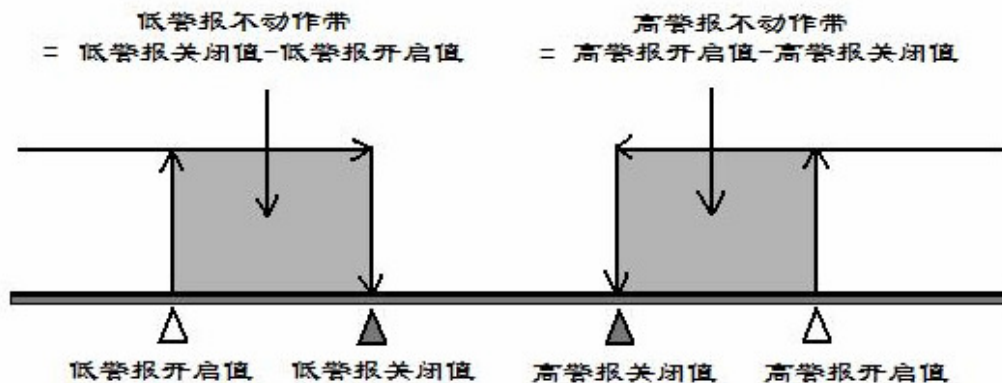 低警报不动作带
= 低警报关闭值-低警报开启值
高警报不动作带
= 高警报开启值-高警报关闭值
低警报开启值
低警报关闭值
高警报关闭值
高警报开启值